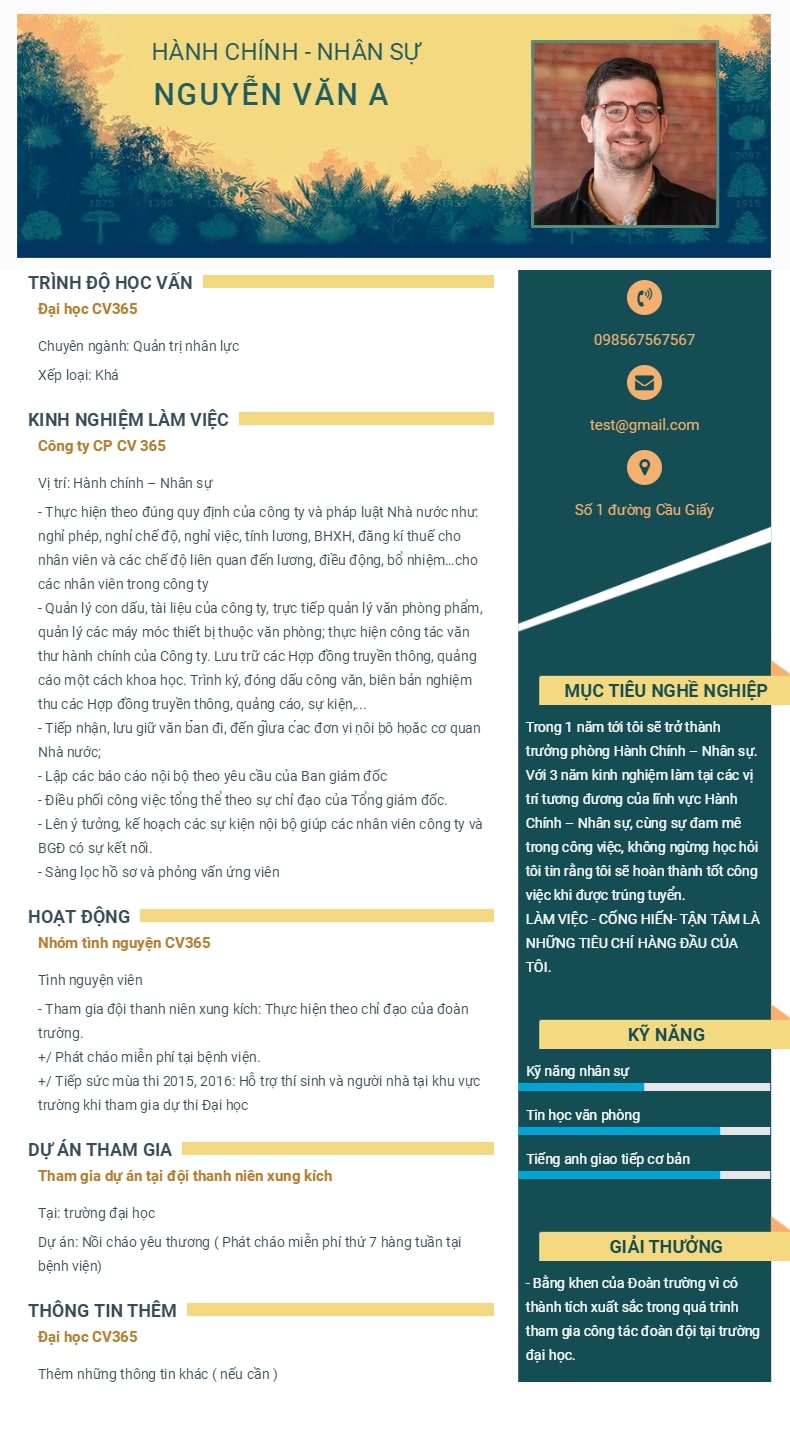 HÀNH CHÍNH - NHÂN SỰ
NGUYỄN VĂN A
TRÌNH ĐỘ HỌC VẤN
Đại học CV365
Chuyên ngành: Quản trị nhân lực
Xếp loại: Khá
KINH NGHIỆM LÀM VIỆC
Công ty CP CV 365
Vị trí: Hành chính – Nhân sự
- Thực hiện theo đúng quy định của công ty và pháp luật Nhà nước như:
nghỉ phép, nghỉ chế độ, nghỉ việc, tính lương, BHXH, đăng kí thuế cho
nhân viên và các chế độ liên quan đến lương, điều động, bổ nhiệm...cho
các nhân viên trong công ty
- Quản lý con dấu, tài liệu của công ty, trực tiếp quản lý văn phòng phẩm,
quản lý các máy móc thiết bị thuộc văn phòng; thực hiện công tác văn
thư hành chính của Công ty. Lưu trữ các Hợp đồng truyền thông, quảng
cáo một cách khoa học. Trình ký, đóng dấu công văn, biên bản nghiệm
thu các Hợp đồng truyền thông, quảng cáo, sự kiện,...
- Tiếp nhận, lưu giữ văn bản đi, đến giữa các đơn vị nội bộ hoặc cơ quan
Nhà nước;
- Lập các báo cáo nội bộ theo yêu cầu của Ban giám đốc
- Điều phối công việc tổng thể theo sự chỉ đạo của Tổng giám đốc.
- Lên ý tưởng, kế hoạch các sự kiện nội bộ giúp các nhân viên công ty và
BGĐ có sự kết nối.
- Sàng lọc hồ sơ và phỏng vấn ứng viên
HOẠT ĐỘNG
Nhóm tình nguyện CV365
Tình nguyện viên
- Tham gia đội thanh niên xung kích: Thực hiện theo chỉ đạo của đoàn
trường.
+/ Phát cháo miễn phí tại bệnh viện.
+/ Tiếp sức mùa thi 2015, 2016: Hỗ trợ thí sinh và người nhà tại khu vực
trường khi tham gia dự thi Đại học
DỰ ÁN THAM GIA
Tham gia dự án tại đội thanh niên xung kích
Tại: trường đại học
Dự án: Nồi cháo yêu thương ( Phát cháo miễn phí thứ 7 hàng tuần tại
bệnh viện)
THÔNG TIN THÊM
Đại học CV365
Thêm những thông tin khác ( nếu cần )
098567567567
test@gmail.com
Số 1 đường Cầu Giấy
MỤC TIÊU NGHỀ NGHIỆP
Trong 1 năm tới tôi sẽ trở thành
trưởng phòng Hành Chính – Nhân sự.
Với 3 năm kinh nghiệm làm tại các vị
trí tương đương của lĩnh vực Hành
Chính – Nhân sự, cùng sự đam mê
trong công việc, không ngừng học hỏi
tôi tin rằng tôi sẽ hoàn thành tốt công
việc khi được trúng tuyển.
LÀM VIỆC - CỐNG HIẾN- TẬN TÂM LÀ
NHỮNG TIÊU CHÍ HÀNG ĐẦU CỦA
TÔI.
KỸ NĂNG
Kỹ năng nhân sự
Tin học văn phòng
Tiếng anh giao tiếp cơ bản
GIẢI THƯỞNG
- Bằng khen của Đoàn trường vì có
thành tích xuất sắc trong quá trình
tham gia công tác đoàn đội tại trường
đại học.